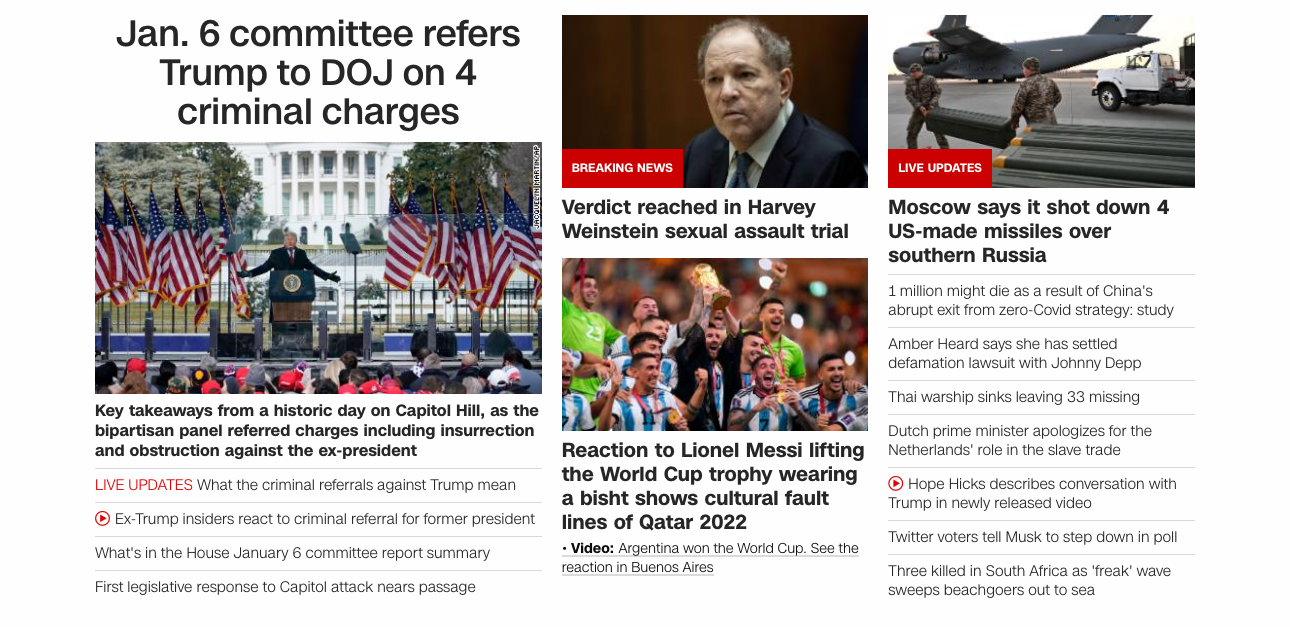 Jan. 6 committee refers
Trump to DOJ on 4
criminal charges
JACQUELYN MARTIN/AP
Key takeaways from a historic day on Capitol Hill, as the
bipartisan panel referred charges including insurrection
and obstruction against the ex-president
LIVE UPDATES What the criminal referrals against Trump mean
Ex-Trump insiders react to criminal referral for former president
What's in the House January 6 committee report summary
First legislative response to Capitol attack nears passage
BREAKING NEWS
Verdict reached in Harvey
Weinstein sexual assault trial
Reaction to Lionel Messi lifting
the World Cup trophy wearing
a bisht shows cultural fault
lines of Qatar 2022
• Video: Argentina won the World Cup. See the
reaction in Buenos Aires
LIVE UPDATES
Moscow says it shot down 4
US-made missiles over
southern Russia
1 million might die as a result of China's
abrupt exit from zero-Covid strategy: study
Amber Heard says she has settled
defamation lawsuit with Johnny Depp
Thai warship sinks leaving 33 missing
Dutch prime minister apologizes for the
Netherlands' role in the slave trade
Hope Hicks describes conversation with
Trump in newly released video
Twitter voters tell Musk to step down in poll
Three killed in South Africa as 'freak' wave
sweeps beachgoers out to sea